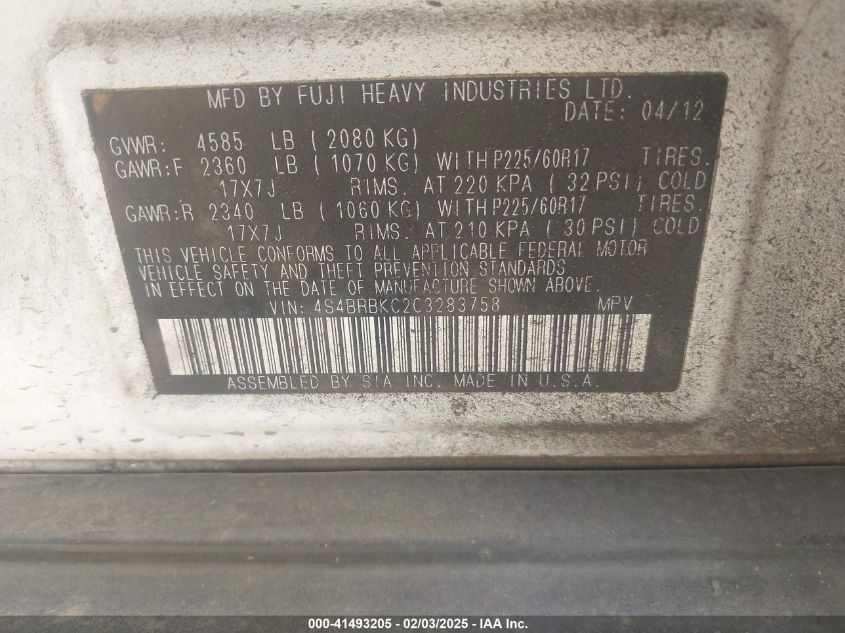 MFD BY FUJI HEAVY INDUSTRIES LTD.
DATE: 04/12
GVWR: 4585 LB ( 2080 KG)
GAWR:F 2360 LB ( 1070 KG) WITH P225/60R17 TIRES.
17X7J RIMS. AT 220 KPA ( 32 PSI) COLD
GAWR:R 2340 LB ( 1060 KG) WITH P225/60R17 TIRES.
17X7J RIMS. AT 210 KPA ( 30 PSI) COLD
THIS VEHICLE CONFORMS TO ALL APPLICABLE FEDERAL MOTOR
VEHICLE SAFETY AND THEFT PREVENTION STANDARDS
IN EFFECT ON THE DATE OF MANUFACTURE SHOWN ABOVE.
VIN: 4S4BRBKC2C3283758 MPV
ASSEMBLED BY SIA INC. MADE IN U.S.A.
000-41493205 - 02/03/2025 - IAA Inc.